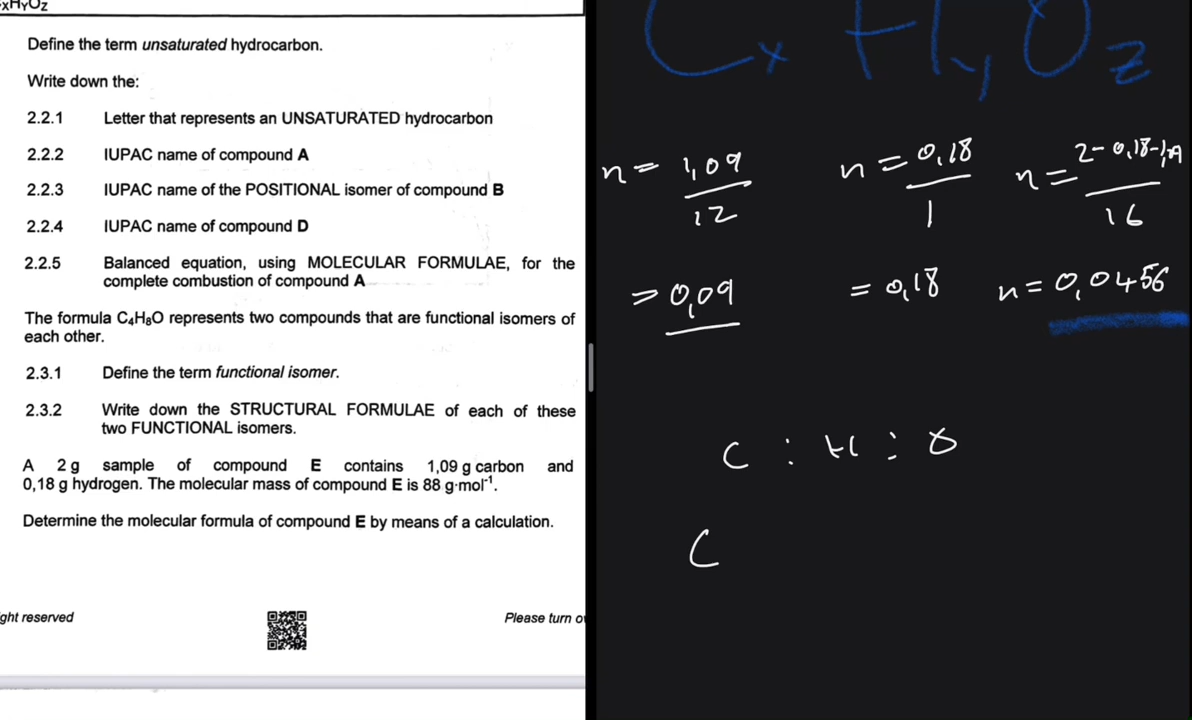 xHYOZ
Define the term unsaturated hydrocarbon.
Write down the:
2.2.1 Letter that represents an UNSATURATED hydrocarbon
2.2.2 IUPAC name of compound A
2.2.3 IUPAC name of the POSITIONAL isomer of compound B
2.2.4 IUPAC name of compound D
2.2.5 Balanced equation, using MOLECULAR FORMULAE, for the
complete combustion of compound A
The formula C₄H₈O represents two compounds that are functional isomers of
each other.
2.3.1 Define the term functional isomer.
2.3.2 Write down the STRUCTURAL FORMULAE of each of these
two FUNCTIONAL isomers.
A 2 g sample of compound E contains 1,09 g carbon and
0,18 g hydrogen. The molecular mass of compound E is 88 g·mol⁻¹.
Determine the molecular formula of compound E by means of a calculation.
ght reserved
Please turn o
Cx Hy Oz
n = 1,09/12 n = 0,18/1 n = 2-0,18-1,09/16
= 0,09 = 0,18 n = 0,0456
C : H : O
C